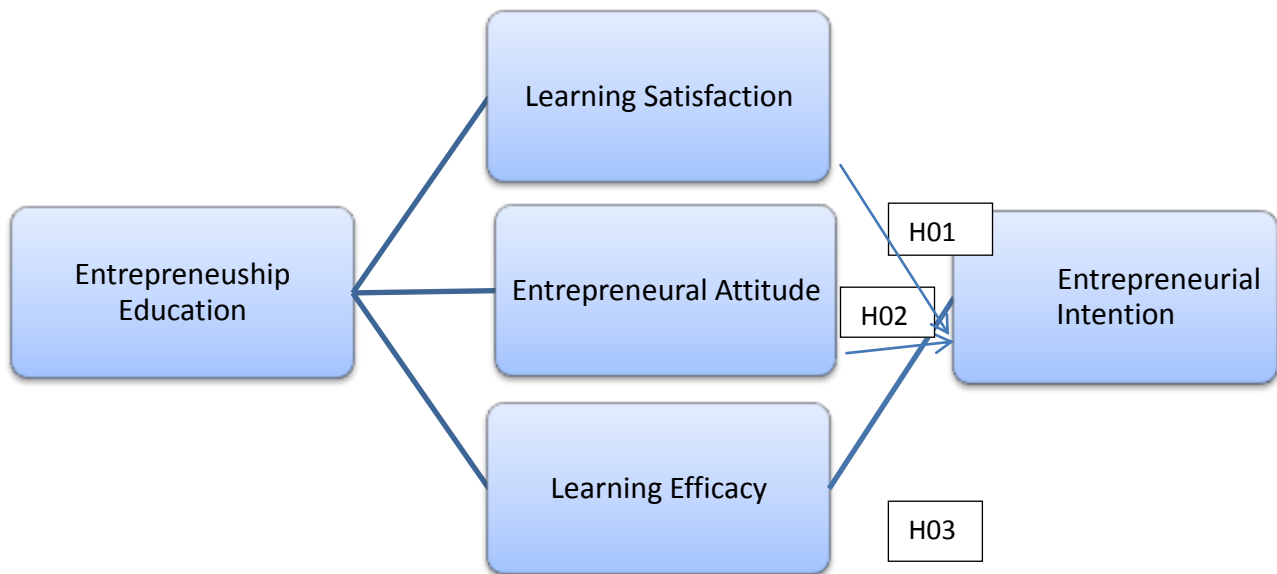 Learning Satisfaction
Entrepreneuship
Education
Entrepreneural Attitude
Learning Efficacy
H01
H02
H03
Entrepreneurial
Intention